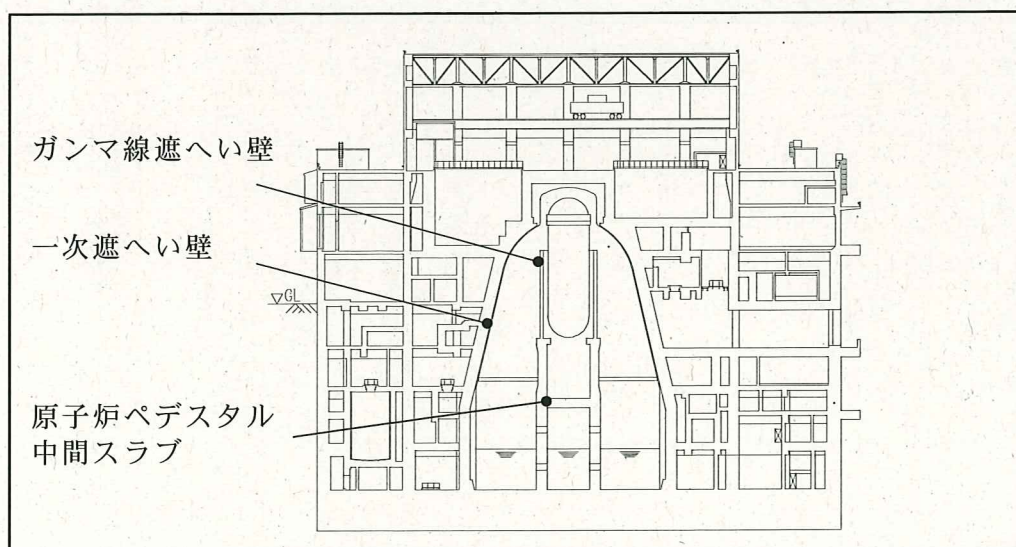 ガンマ線遮へい壁
一次遮へい壁
▽GL
原子炉ペデスタル
中間スラブ